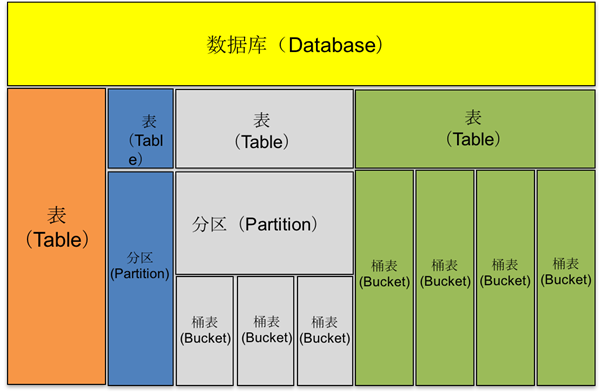 数据库（Database）
表
（Table）
表
（Tabl
e）
分区
(Partition)
表
（Table）
分区（Partition）
桶表
(Bucket)
桶表
(Bucket)
桶表
(Bucket)
表
（Table）
桶表
(Bucket)
桶表
(Bucket)
桶表
(Bucket)
桶表
(Bucket)